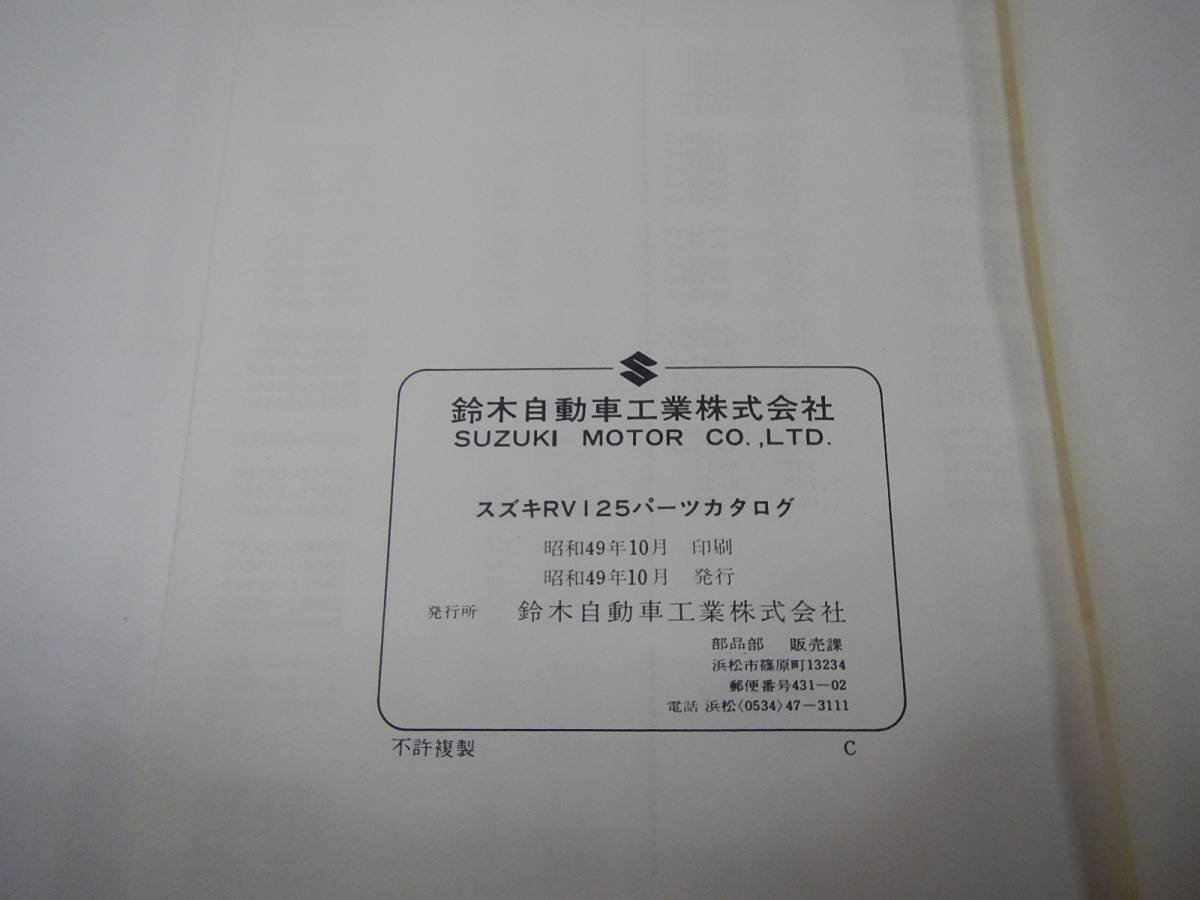 鈴木自動車工業株式会社
SUZUKI MOTOR CO.,LTD.
スズキRV125パーツカタログ
昭和49年10月 印刷
昭和49年10月 発行
発行所 鈴木自動車工業株式会社
部品部 販売課
浜松市篠原町13234
郵便番号431-02
電話 浜松〈0534〉47-3111
不許複製 C